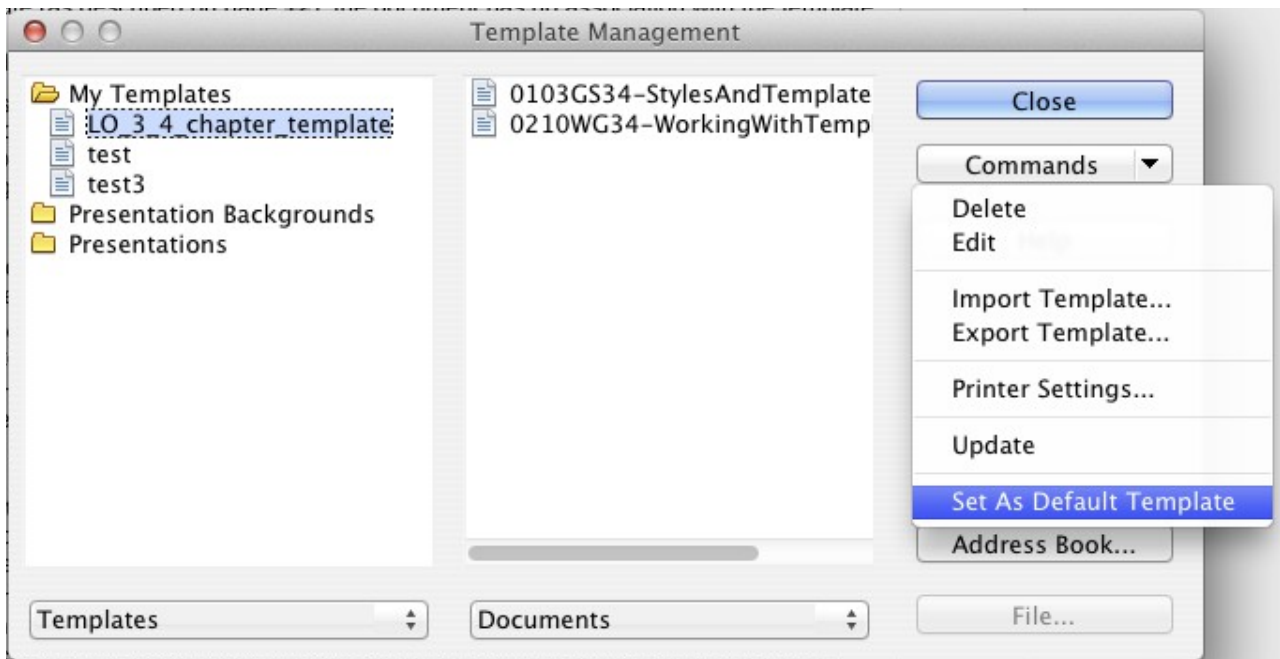 Template Management
My Templates
LO_3_4_chapter_template
test
test3
Presentation Backgrounds
Presentations
Templates
0103GS34-StylesAndTemplate
0210WG34-WorkingWithTemp
Documents
Close
Commands
Delete
Edit
Help
Import Template...
Export Template...
Printer Settings...
Update
Set As Default Template
Address Book...
File...